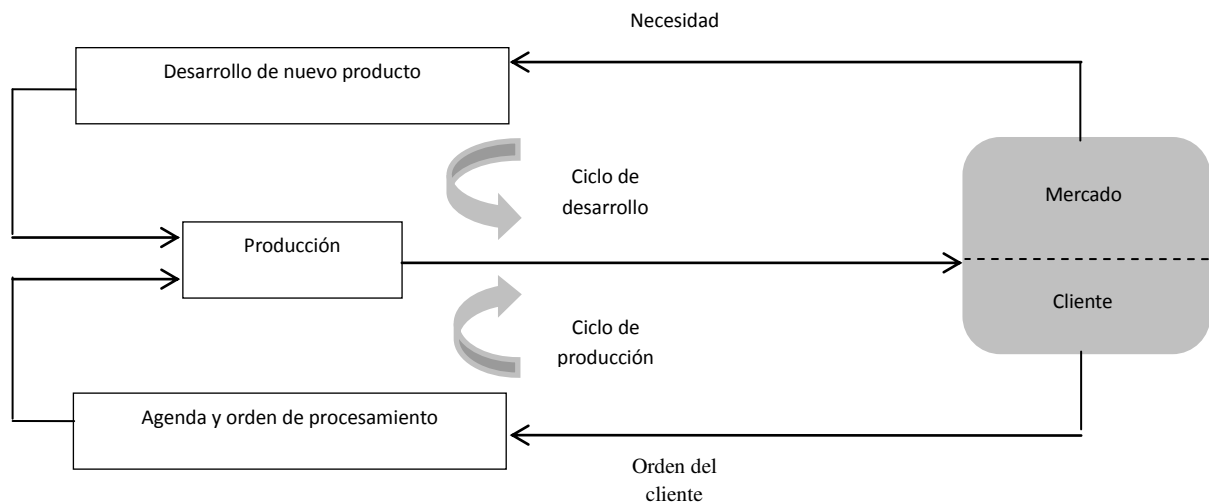 Necesidad
Desarrollo de nuevo producto
Ciclo de
desarrollo
Mercado
Producción
Cliente
Ciclo de
producción
Agenda y orden de procesamiento
Orden del
cliente